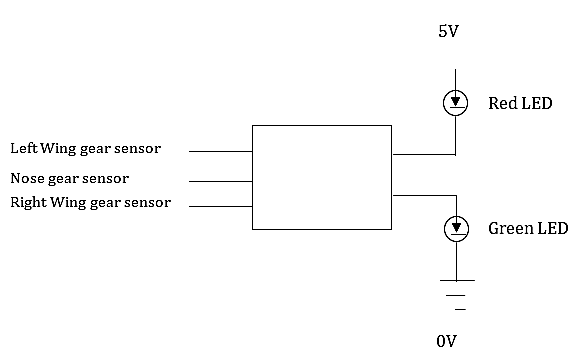 5V
Red LED
Left Wing gear sensor
Nose gear sensor
Right Wing gear sensor
Green LED
0V